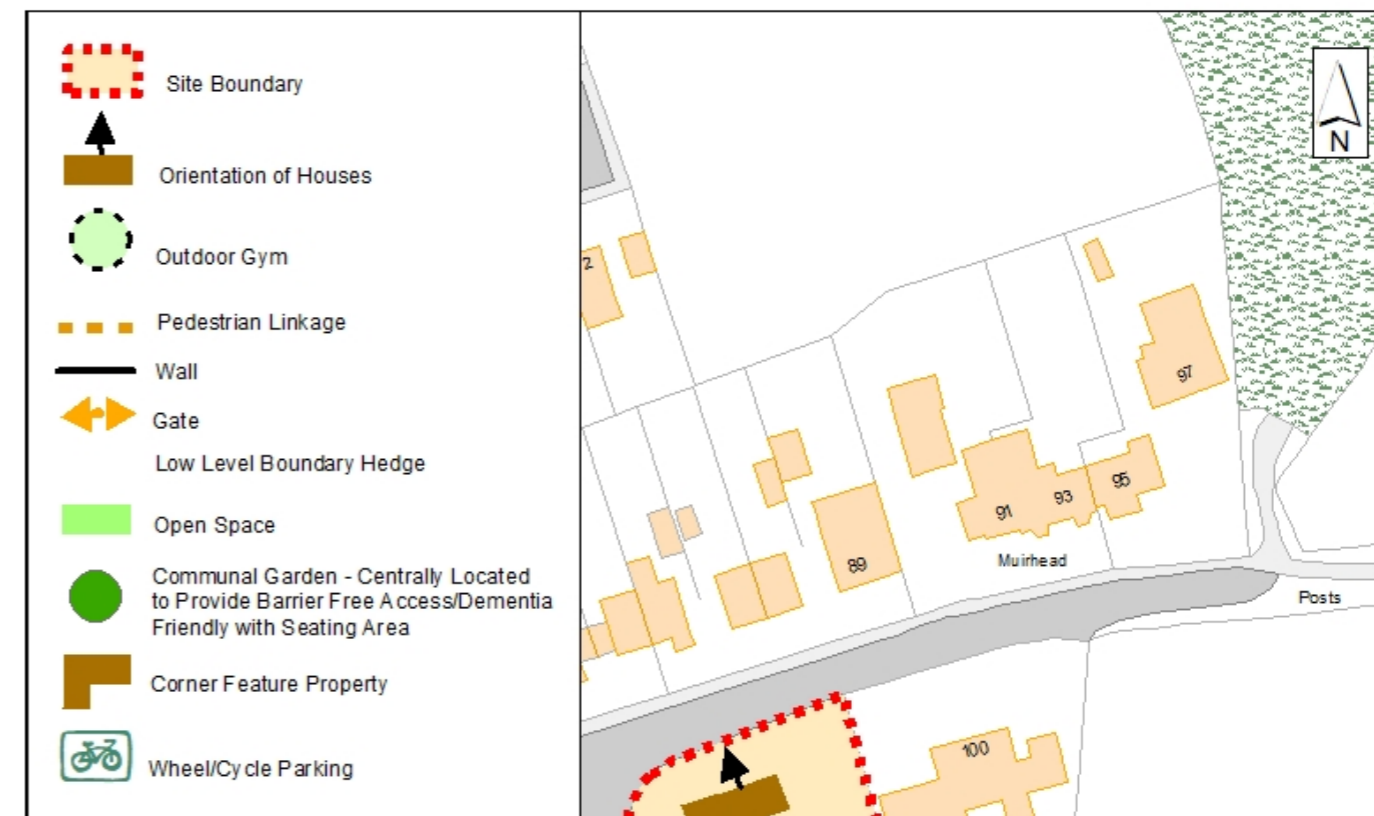 Site Boundary
Orientation of Houses
Outdoor Gym
Pedestrian Linkage
Wall
Gate
Low Level Boundary Hedge
Open Space
Communal Garden - Centrally Located
to Provide Barrier Free Access/Dementia
Friendly with Seating Area
Corner Feature Property
Wheel/Cycle Parking
N
2
97
95
93
91
89
Muirhead
Posts
100